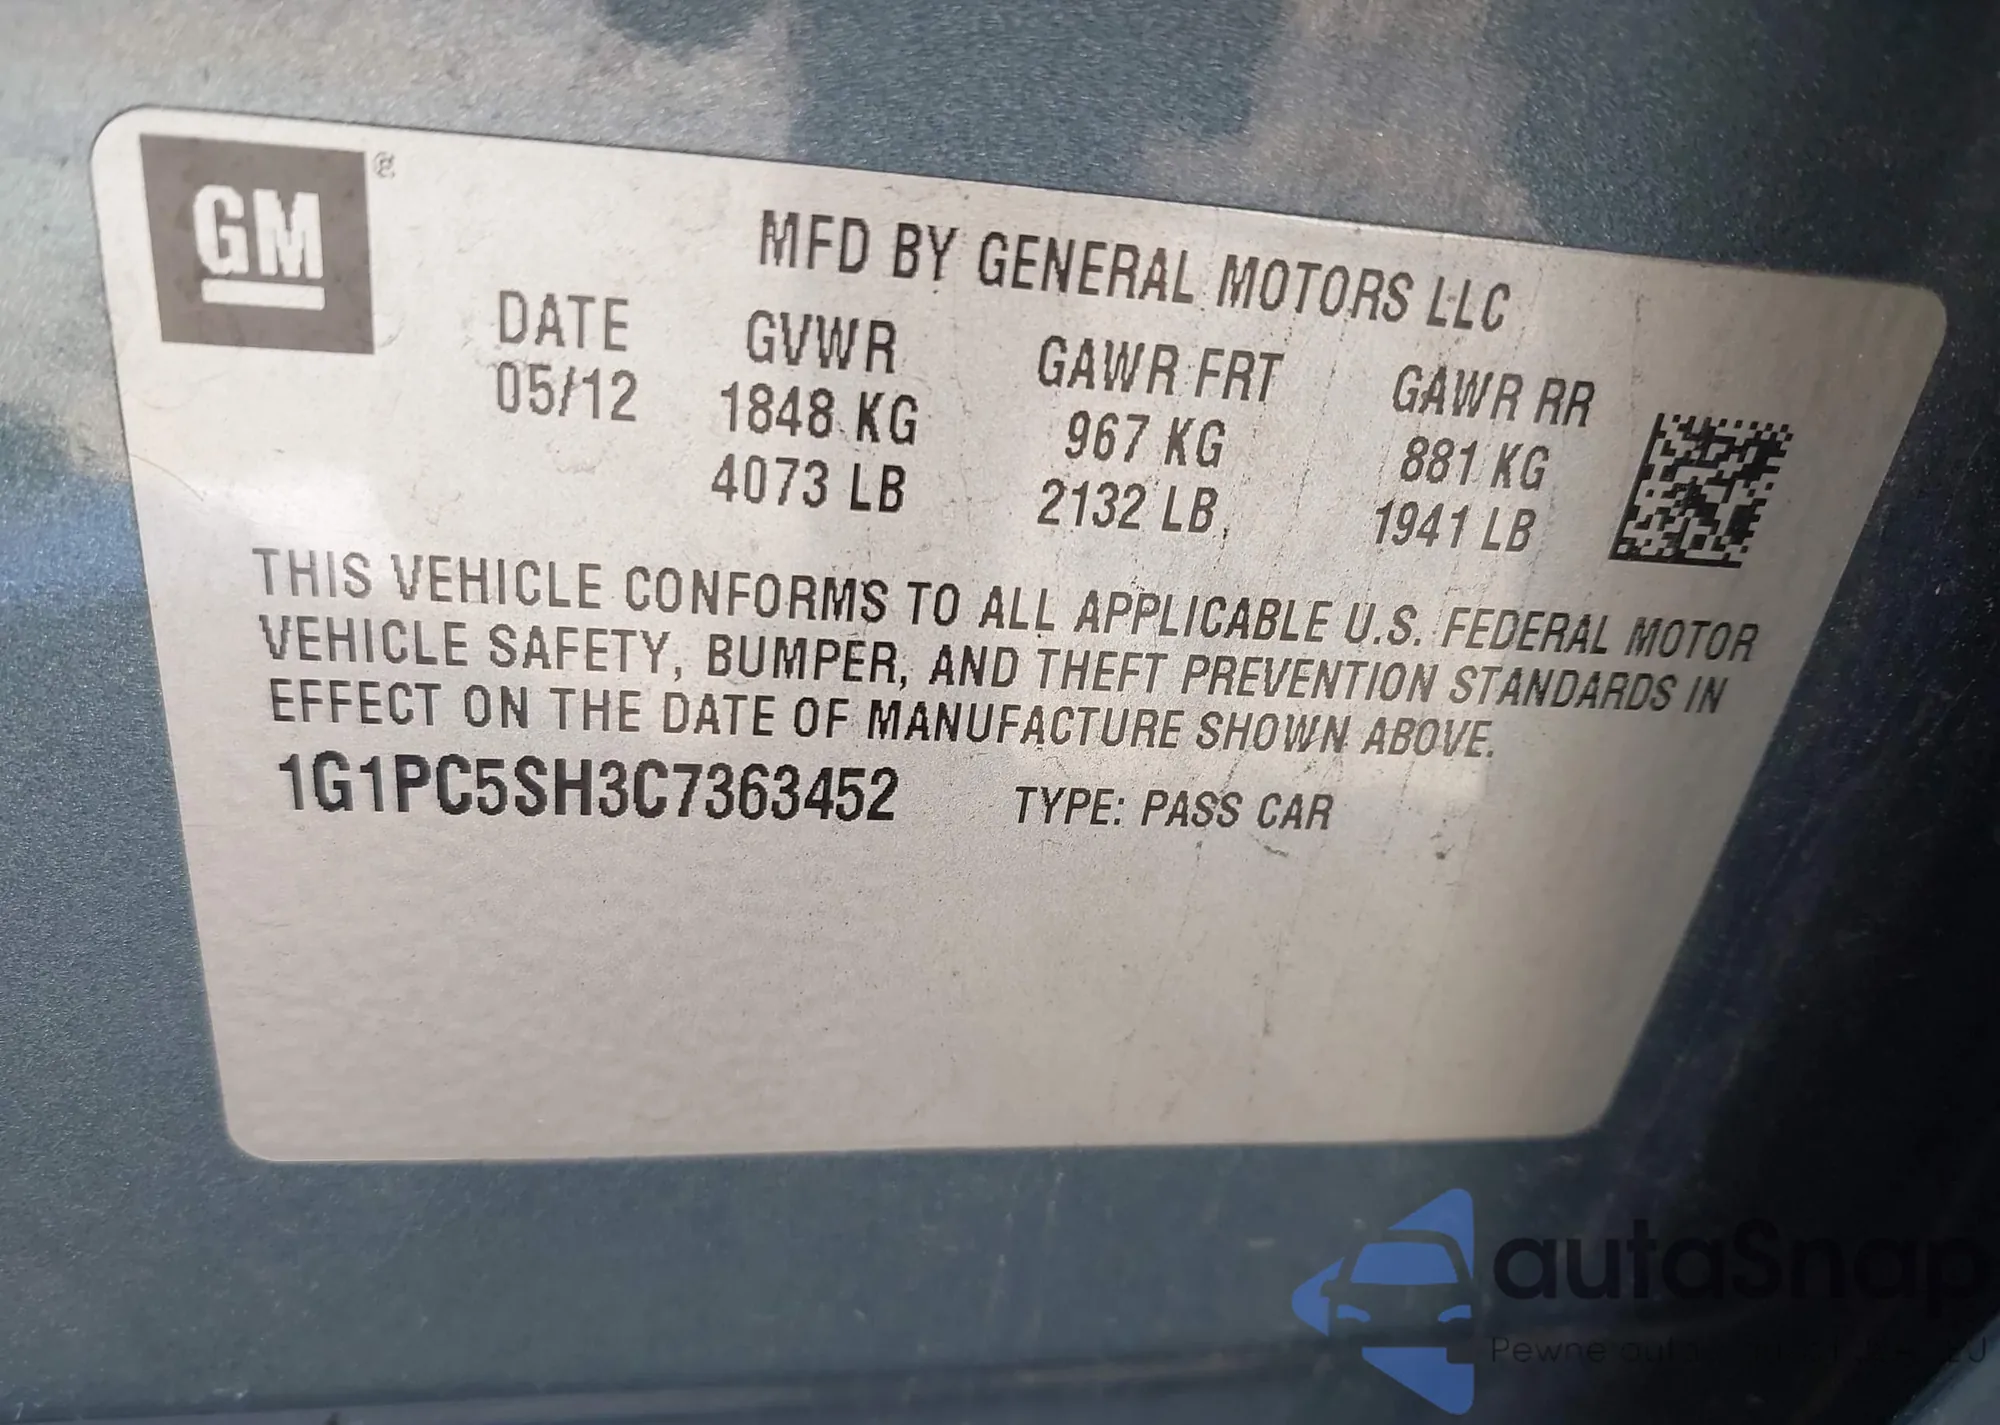 GM ®
MFD BY GENERAL MOTORS LLC
DATE GVWR GAWR FRT GAWR RR
05/12 1848 KG 967 KG 881 KG
4073 LB 2132 LB 1941 LB
THIS VEHICLE CONFORMS TO ALL APPLICABLE U.S. FEDERAL MOTOR
VEHICLE SAFETY, BUMPER, AND THEFT PREVENTION STANDARDS IN
EFFECT ON THE DATE OF MANUFACTURE SHOWN ABOVE.
1G1PC5SH3C7363452 TYPE: PASS CAR
autaSnap
Pewne